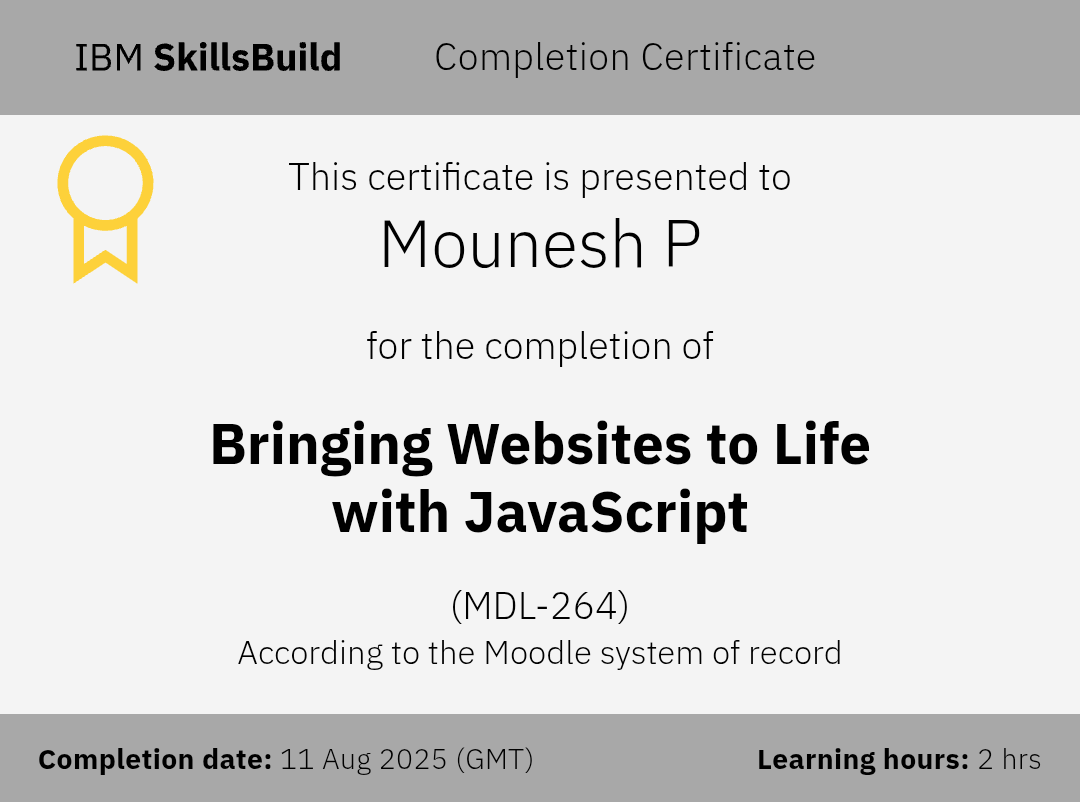 IBM SkillsBuild Completion Certificate
This certificate is presented to
Mounesh P
for the completion of
Bringing Websites to Life
with JavaScript
(MDL-264)
According to the Moodle system of record
Completion date: 11 Aug 2025 (GMT) Learning hours: 2 hrs